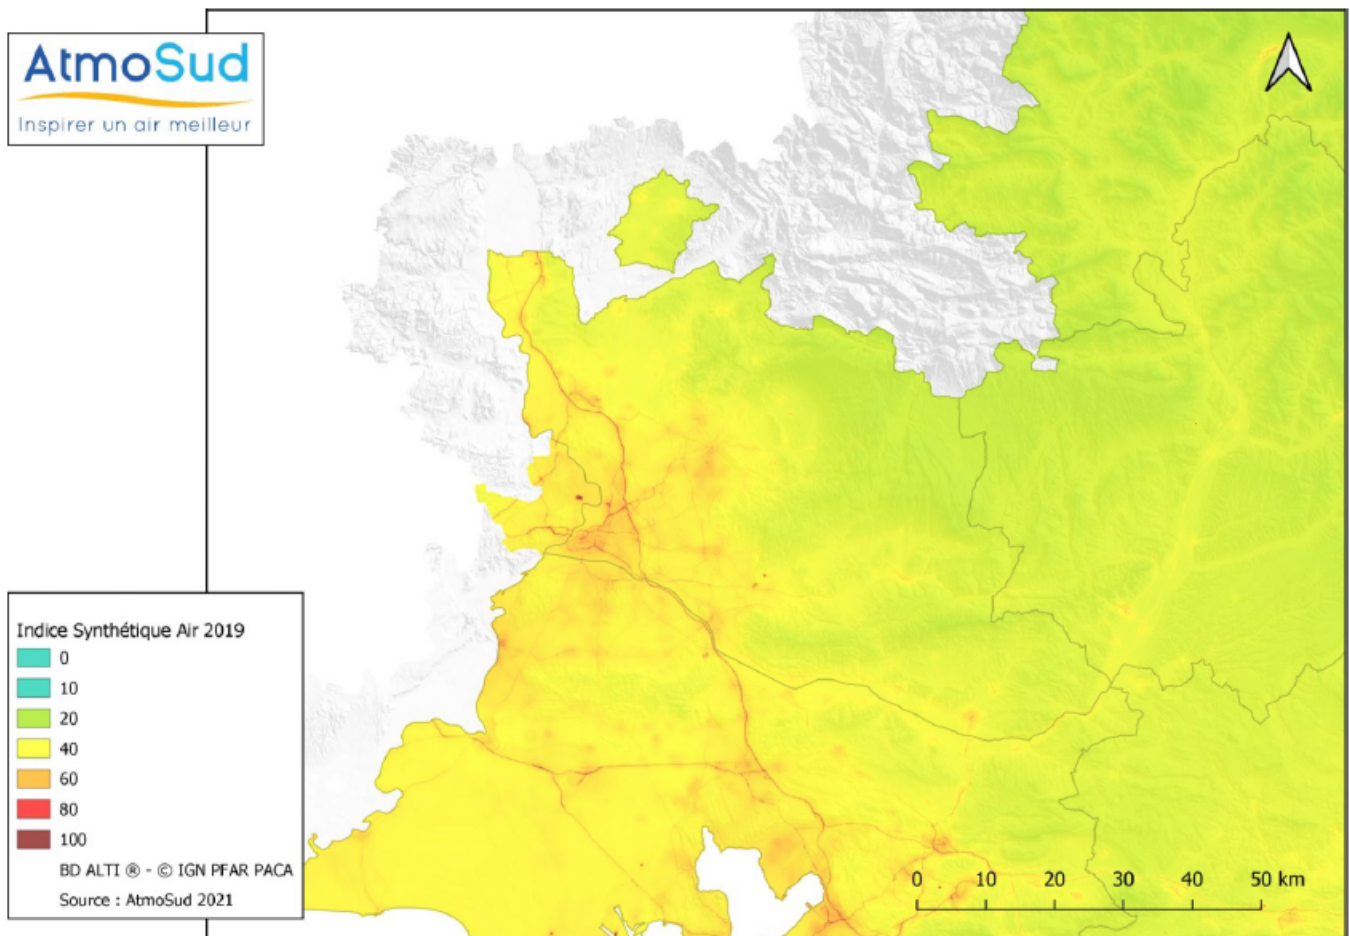 AtmoSud
Inspirer un air meilleur
Indice Synthétique Air 2019
0
10
20
40
60
80
100
BD ALTI ® - © IGN PFAR PACA
Source : AtmoSud 2021
0 10 20 30 40 50 km